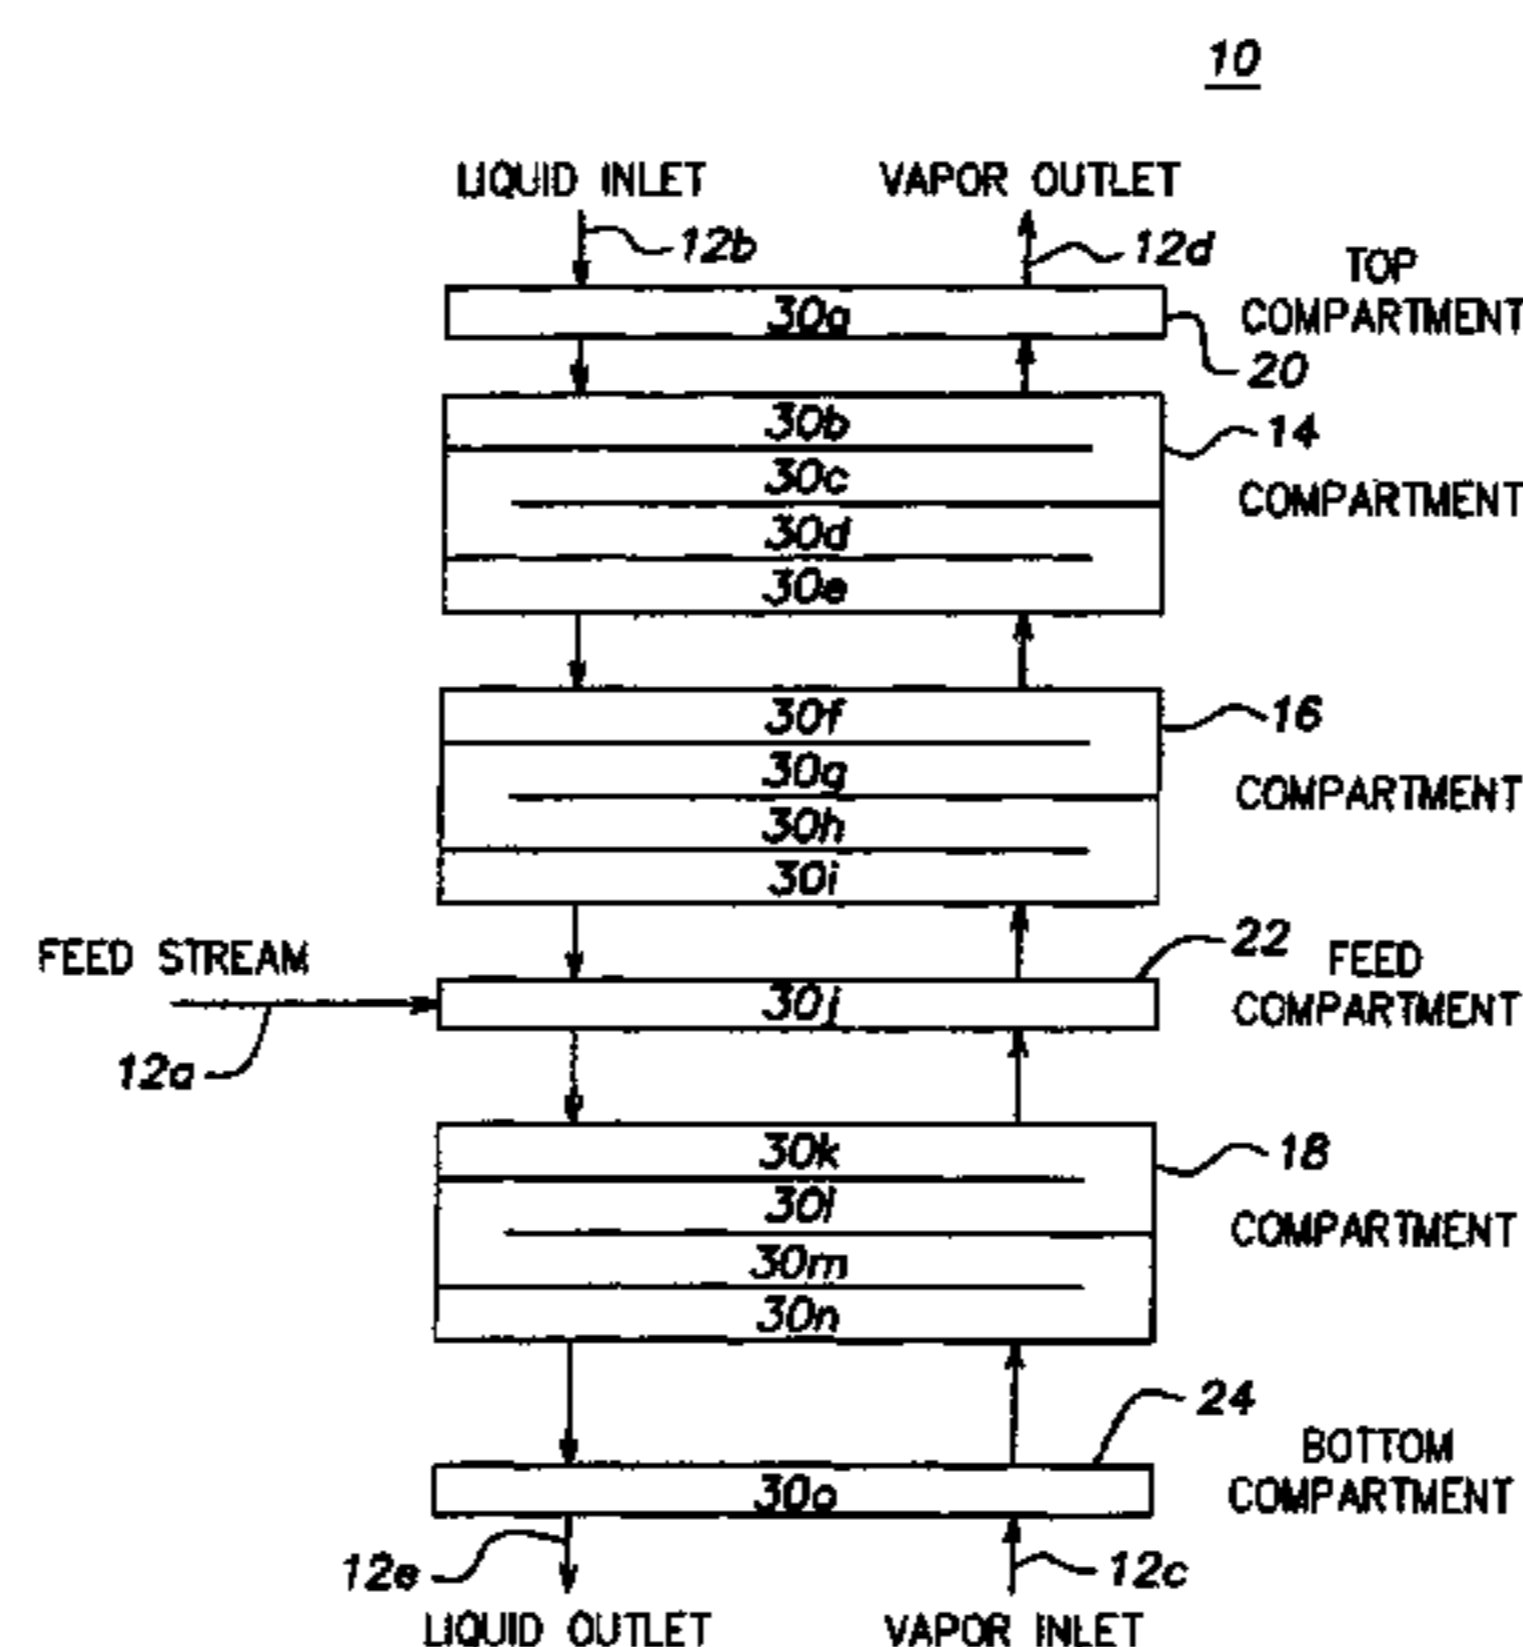 10
LIQUID INLET VAPOR OUTLET
12b 12d
TOP
COMPARTMENT
30a
20
30b
14
30c
COMPARTMENT
30d
30e
30f
16
30g
COMPARTMENT
30h
30i
FEED STREAM
22
FEED
COMPARTMENT
30j
12a
30k
18
30l
COMPARTMENT
30m
30n
24
BOTTOM
COMPARTMENT
30o
12e 12c
LIQUID OUTLET VAPOR INLET